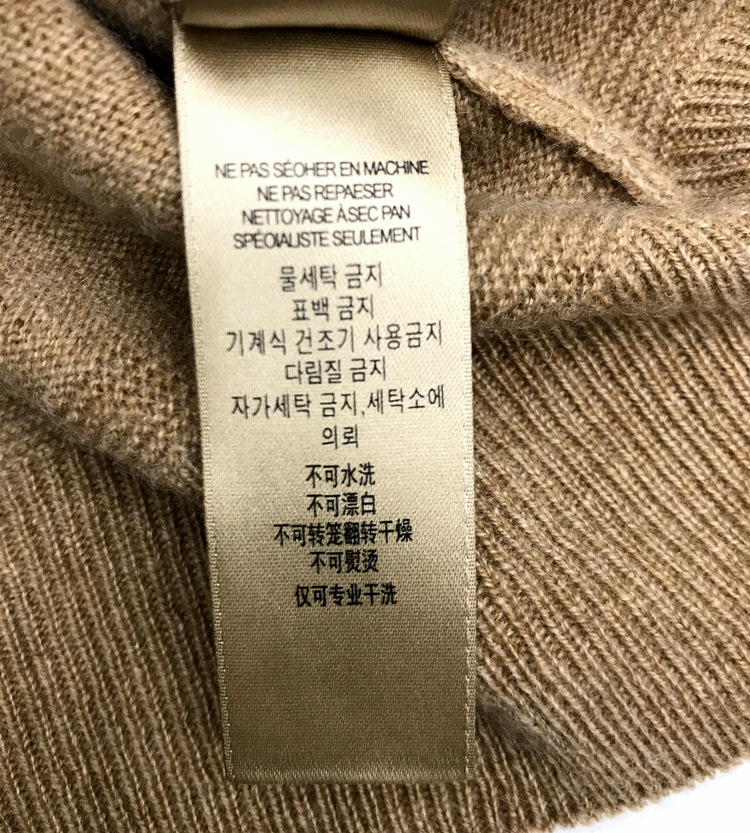 NE PAS SÉOHER EN MACHINE
NE PAS REPAESER
NETTOYAGE ÀSEC PAN
SPÉOIALISTE SEULEMENT
물세탁 금지
표백 금지
기계식 건조기 사용금지
다림질 금지
자가세탁 금지,세탁소에
의뢰
不可水洗
不可漂白
不可转笼翻转干燥
不可熨烫
仅可专业干洗